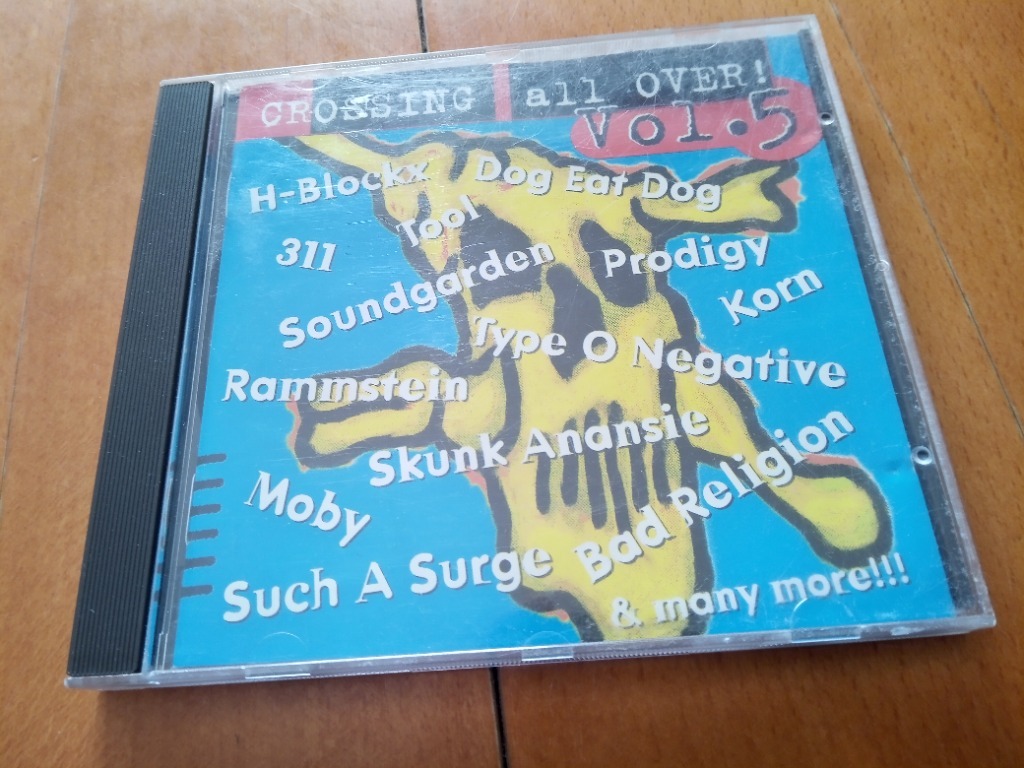 CROSSING all OVER!
Vol.5
H-Blockx Dog Eat Dog
311 Tool
Soundgarden Prodigy
Korn
Type O Negative
Rammstein
Skunk Anansie
Moby Bad Religion
Such A Surge
& many more!!!